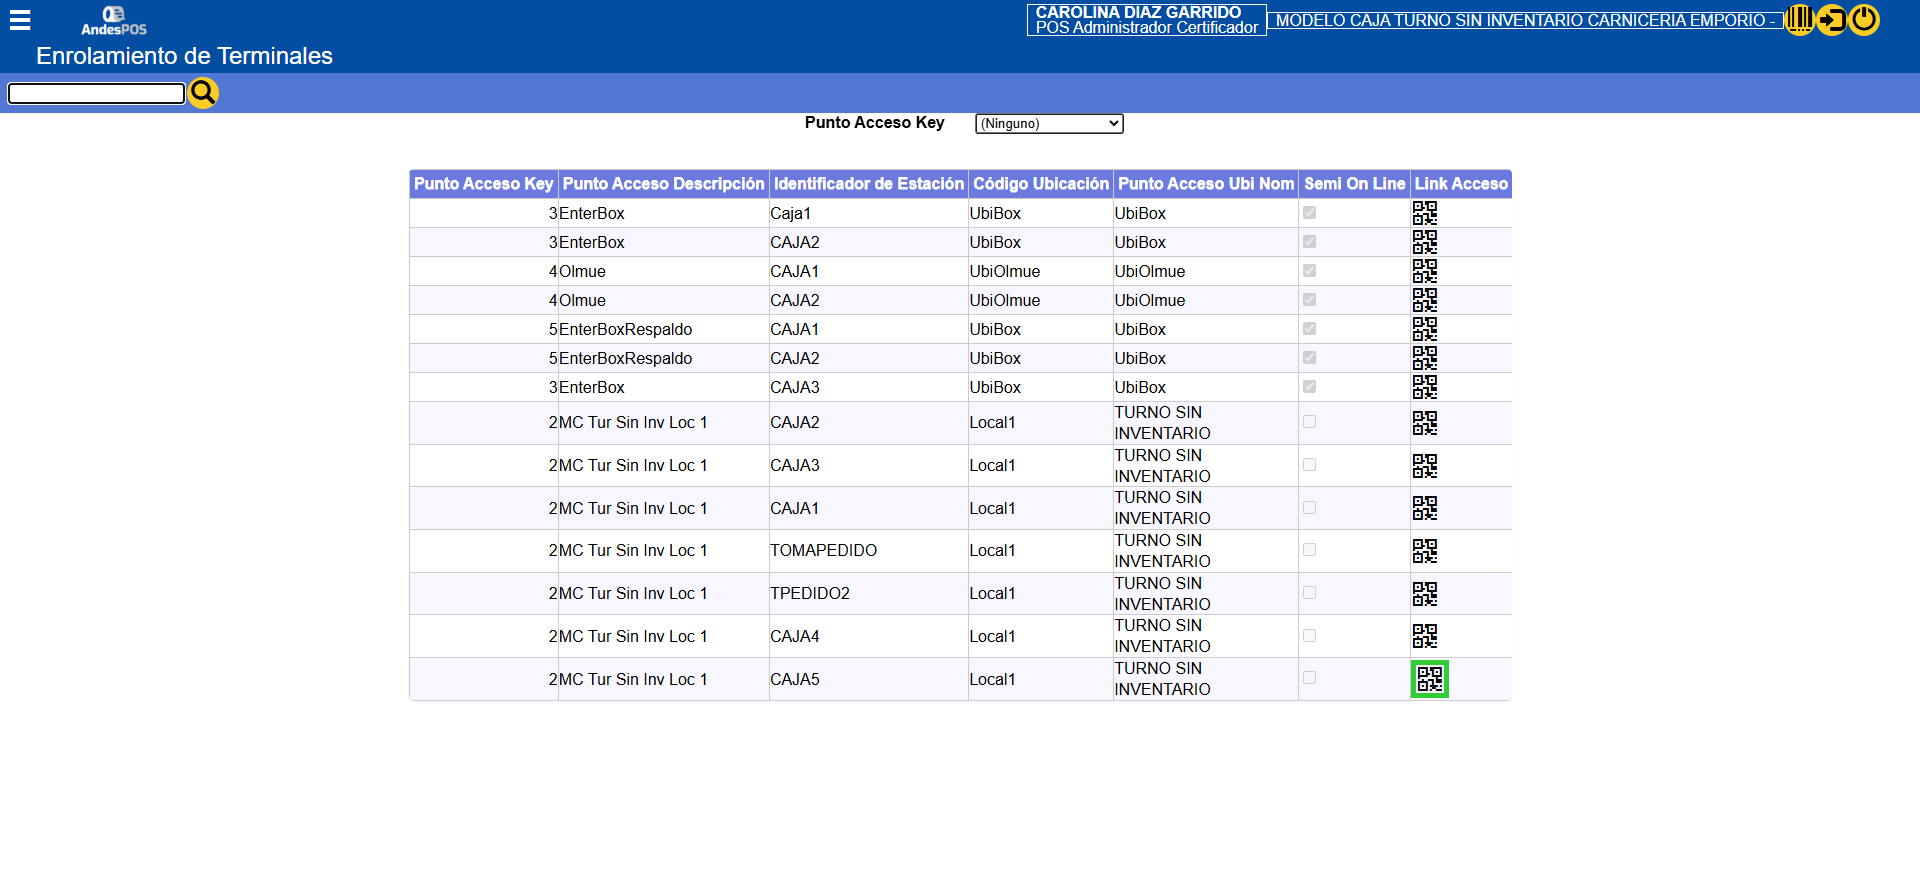 AndesPOS
CAROLINA DIAZ GARRIDO
POS Administrador Certificador
MODELO CAJA TURNO SIN INVENTARIO CARNICERIA EMPORIO -
Enrolamiento de Terminales
Punto Acceso Key (Ninguno)
Punto Acceso Key Punto Acceso Descripción Identificador de Estación Código Ubicación Punto Acceso Ubi Nom Semi On Line Link Acceso
3 EnterBox Caja1 UbiBox UbiBox
3 EnterBox CAJA2 UbiBox UbiBox
4 Olmue CAJA1 UbiOlmue UbiOlmue
4 Olmue CAJA2 UbiOlmue UbiOlmue
5 EnterBoxRespaldo CAJA1 UbiBox UbiBox
5 EnterBoxRespaldo CAJA2 UbiBox UbiBox
3 EnterBox CAJA3 UbiBox UbiBox
2 MC Tur Sin Inv Loc 1 CAJA2 Local1 TURNO SIN
INVENTARIO
2 MC Tur Sin Inv Loc 1 CAJA3 Local1 TURNO SIN
INVENTARIO
2 MC Tur Sin Inv Loc 1 CAJA1 Local1 TURNO SIN
INVENTARIO
2 MC Tur Sin Inv Loc 1 TOMAPEDIDO Local1 TURNO SIN
INVENTARIO
2 MC Tur Sin Inv Loc 1 TPEDIDO2 Local1 TURNO SIN
INVENTARIO
2 MC Tur Sin Inv Loc 1 CAJA4 Local1 TURNO SIN
INVENTARIO
2 MC Tur Sin Inv Loc 1 CAJA5 Local1 TURNO SIN
INVENTARIO